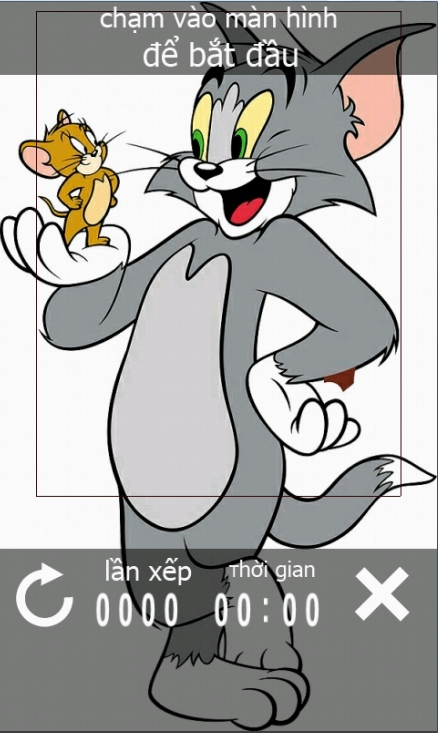 chạm vào màn hình
để bắt đầu
lần xếp Thời gian
0000 00:00